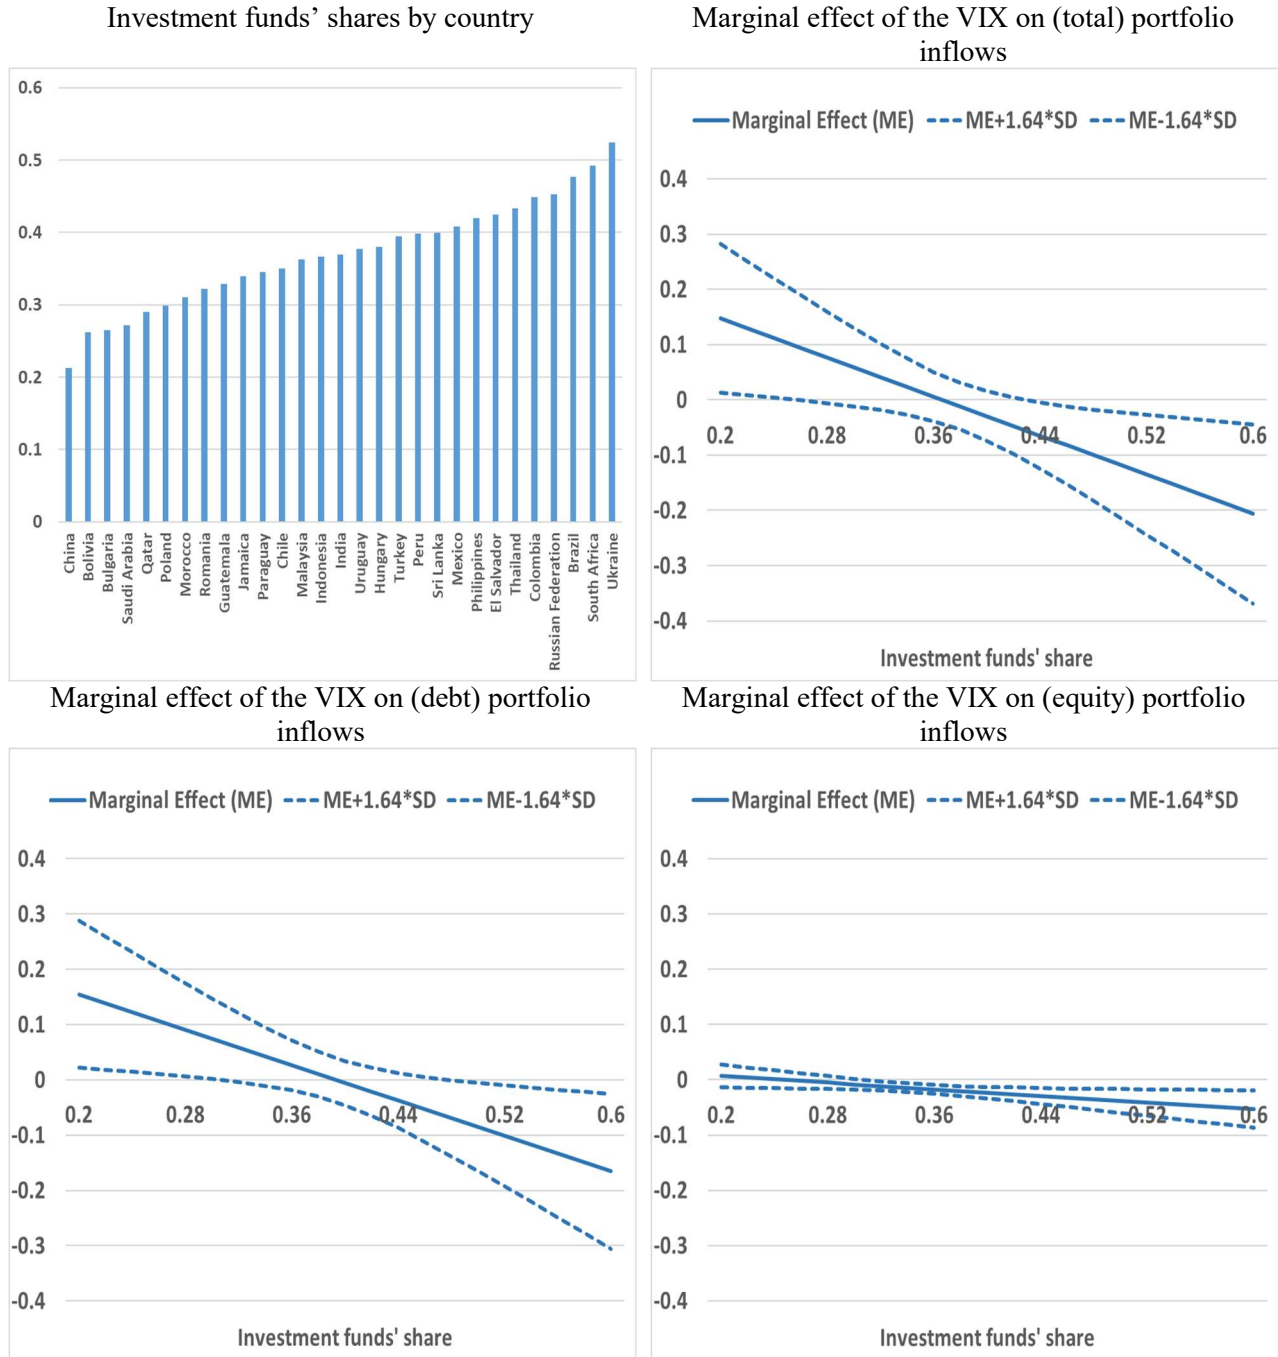 Investment funds’ shares by country
0.6
0.5
0.4
0.3
0.2
0.1
0
China
Bolivia
Bulgaria
Saudi Arabia
Qatar
Poland
Morocco
Romania
Guatemala
Jamaica
Paraguay
Chile
Malaysia
Indonesia
India
Uruguay
Hungary
Turkey
Peru
Sri Lanka
Mexico
Philippines
El Salvador
Thailand
Colombia
Russian Federation
Brazil
South Africa
Ukraine
Marginal effect of the VIX on (total) portfolio
inflows
Marginal Effect (ME) ME+1.64*SD ME-1.64*SD
0.4
0.3
0.2
0.1
0
0.2 0.28 0.36 0.44 0.52 0.6
-0.1
-0.2
-0.3
-0.4
Investment funds' share
Marginal effect of the VIX on (debt) portfolio
inflows
Marginal Effect (ME) ME+1.64*SD ME-1.64*SD
0.4
0.3
0.2
0.1
0
0.2 0.28 0.36 0.44 0.52 0.6
-0.1
-0.2
-0.3
-0.4
Investment funds' share
Marginal effect of the VIX on (equity) portfolio
inflows
Marginal Effect (ME) ME+1.64*SD ME-1.64*SD
0.4
0.3
0.2
0.1
0
0.2 0.28 0.36 0.44 0.52 0.6
-0.1
-0.2
-0.3
-0.4
Investment funds' share